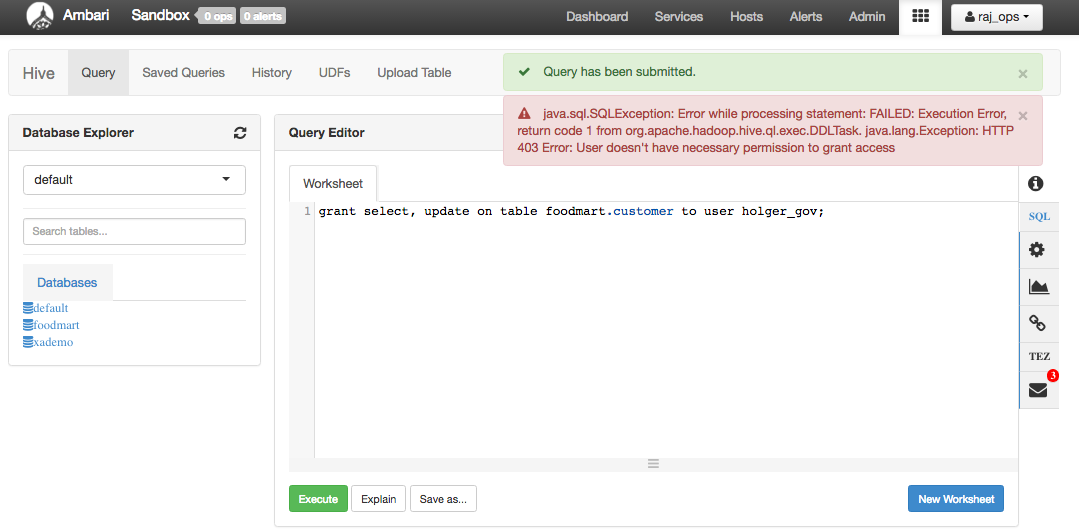 Ambari Sandbox 0 ops 0 alerts Dashboard Services Hosts Alerts Admin raj_ops
Hive Query Saved Queries History UDFs Upload Table
Query has been submitted. ×
java.sql.SQLException: Error while processing statement: FAILED: Execution Error, ×
return code 1 from org.apache.hadoop.hive.ql.exec.DDLTask. java.lang.Exception: HTTP
403 Error: User doesn't have necessary permission to grant access
Database Explorer
default
Search tables...
Databases
default
foodmart
xademo
Query Editor
Worksheet
1 grant select, update on table foodmart.customer to user holger_gov;
Execute Explain Save as... New Worksheet
SQL
TEZ
3